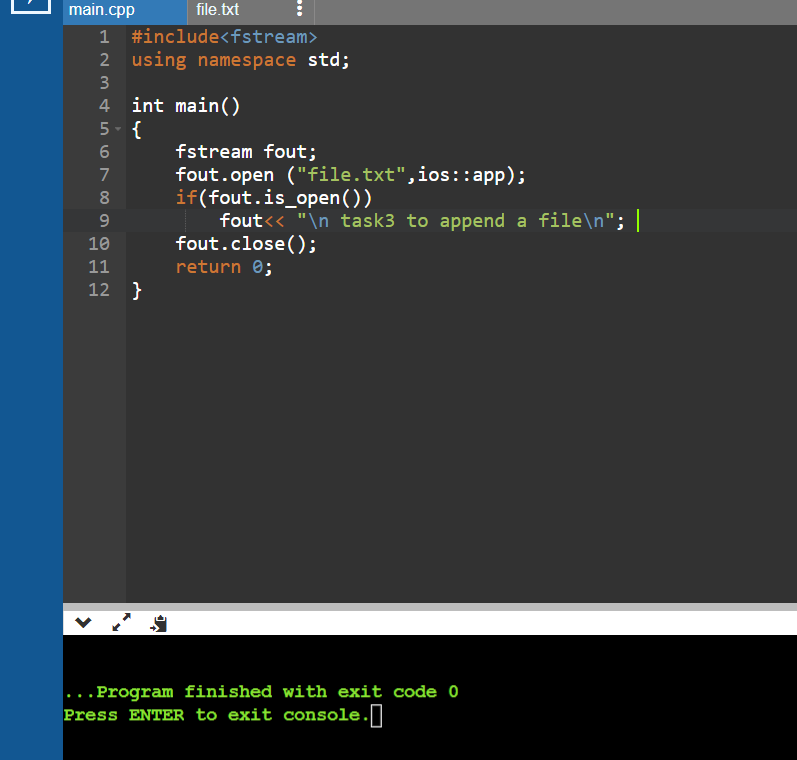 main.cpp file.txt
1 #include<fstream>
2 using namespace std;
3
4 int main()
5 {
6 fstream fout;
7 fout.open ("file.txt",ios::app);
8 if(fout.is_open())
9 fout<< "\n task3 to append a file\n";
10 fout.close();
11 return 0;
12 }
...Program finished with exit code 0
Press ENTER to exit console.